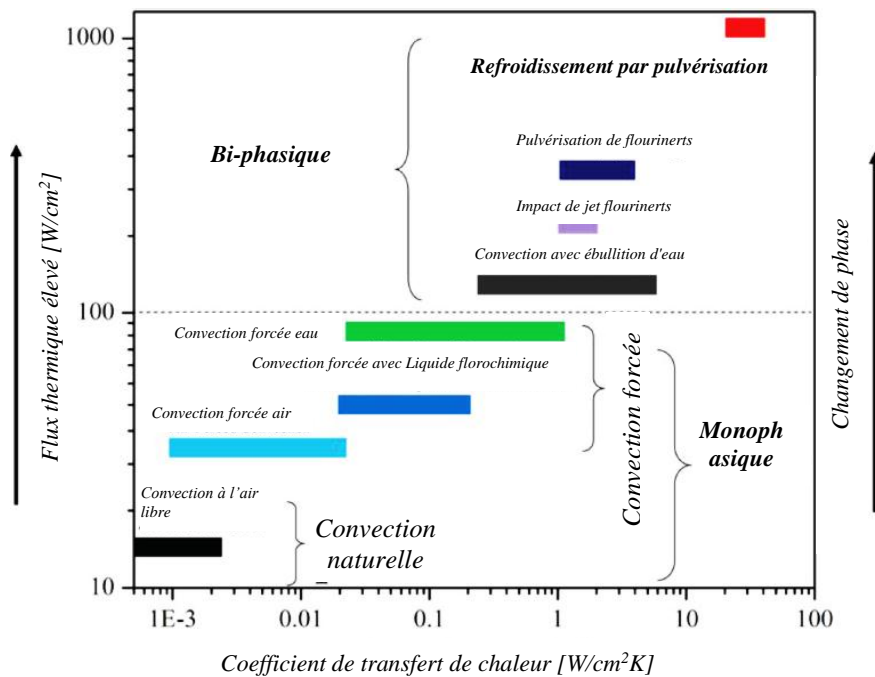 1000
Refroidissement par pulvérisation
Bi-phasique
Pulvérisation de flourinerts
Impact de jet flourinerts
Convection avec ébullition d'eau
100
Convection forcée eau
Convection forcée avec Liquide florochimique
Convection forcée air
Convection à l'air
libre
Convection
naturelle
Convection forcée
Monoph
asique
10
1E-3
0.01
0.1
1
10
100
Coefficient de transfert de chaleur [W/cm²K]
Flux thermique élevé [W/cm²]
Changement de phase